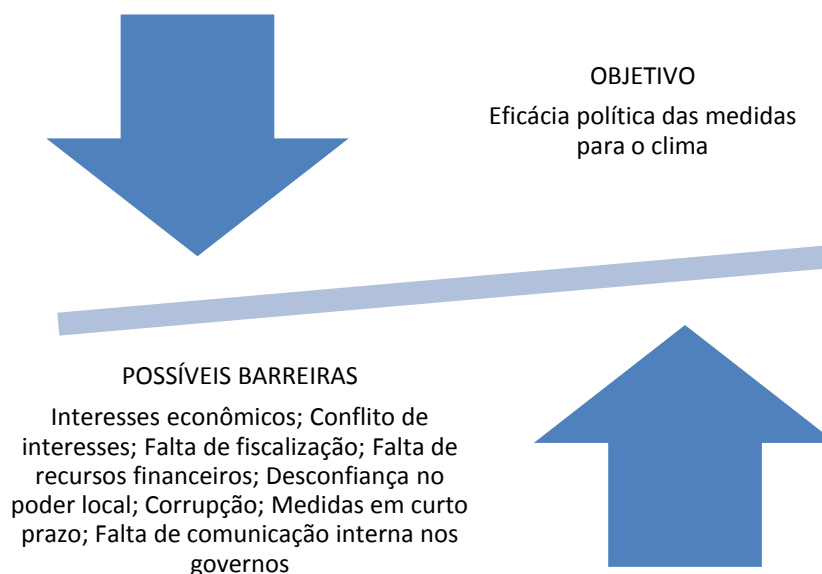 OBJETIVO
Eficácia política das medidas
para o clima
POSSÍVEIS BARREIRAS
Interesses econômicos; Conflito de
interesses; Falta de fiscalização; Falta de
recursos financeiros; Desconfiança no
poder local; Corrupção; Medidas em curto
prazo; Falta de comunicação interna nos
governos